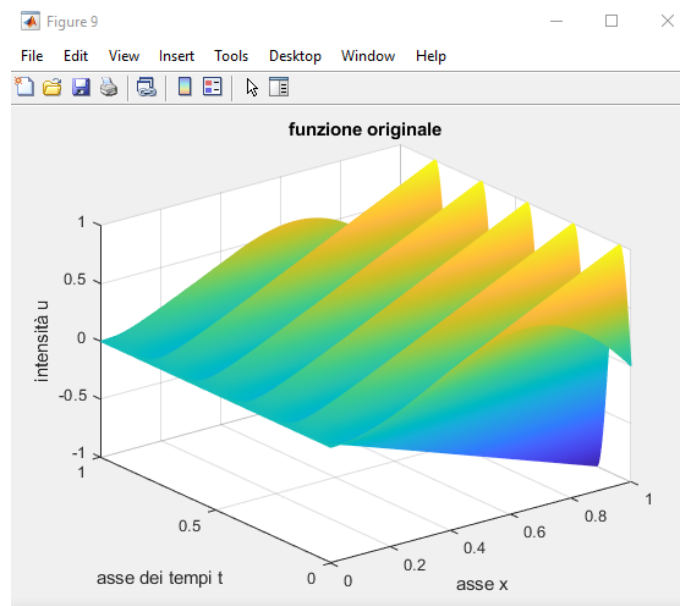 Figure 9
File Edit View Insert Tools Desktop Window Help
funzione originale
1
0.5
0
-0.5
-1
intensità u
1
0.5
0
asse dei tempi t
0
0.2
0.4
0.6
0.8
1
asse x